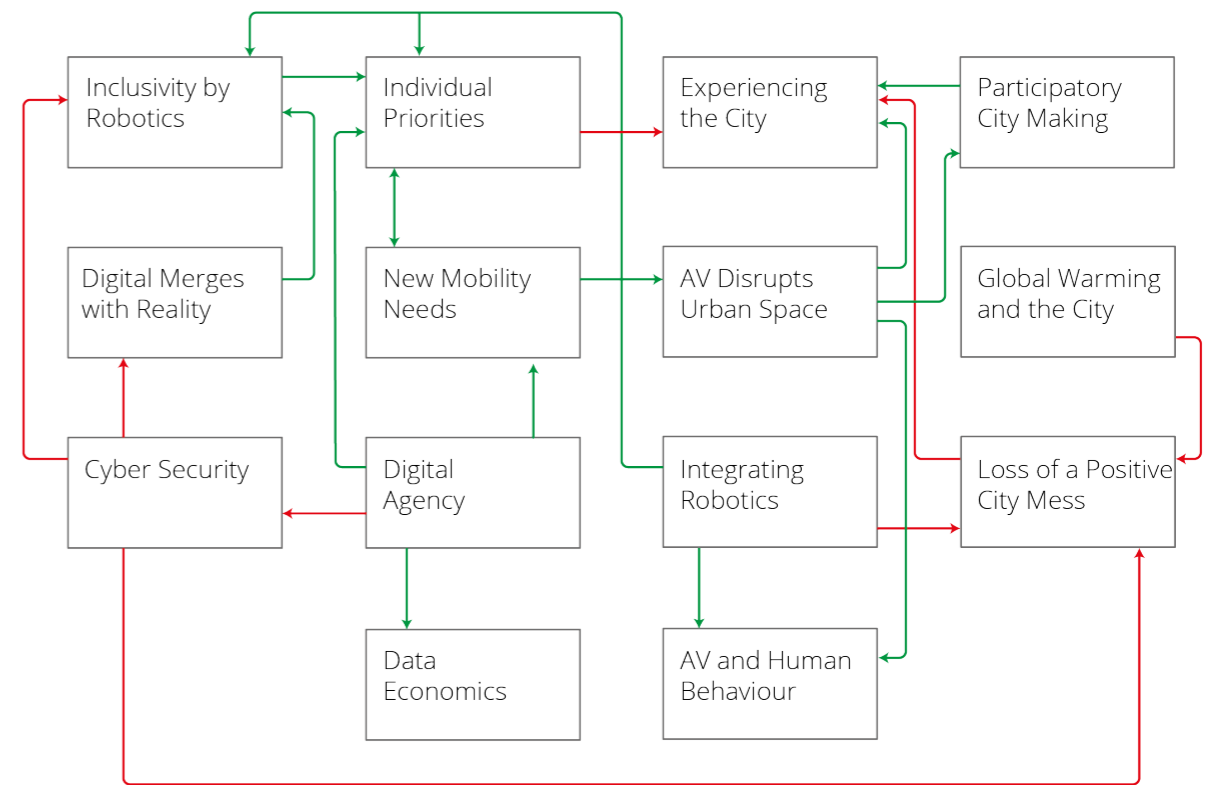 Inclusivity by
Robotics
Individual
Priorities
Experiencing
the City
Participatory
City Making
Digital Merges
with Reality
New Mobility
Needs
AV Disrupts
Urban Space
Global Warming
and the City
Cyber Security
Digital
Agency
Integrating
Robotics
Loss of a Positive
City Mess
Data
Economics
AV and Human
Behaviour